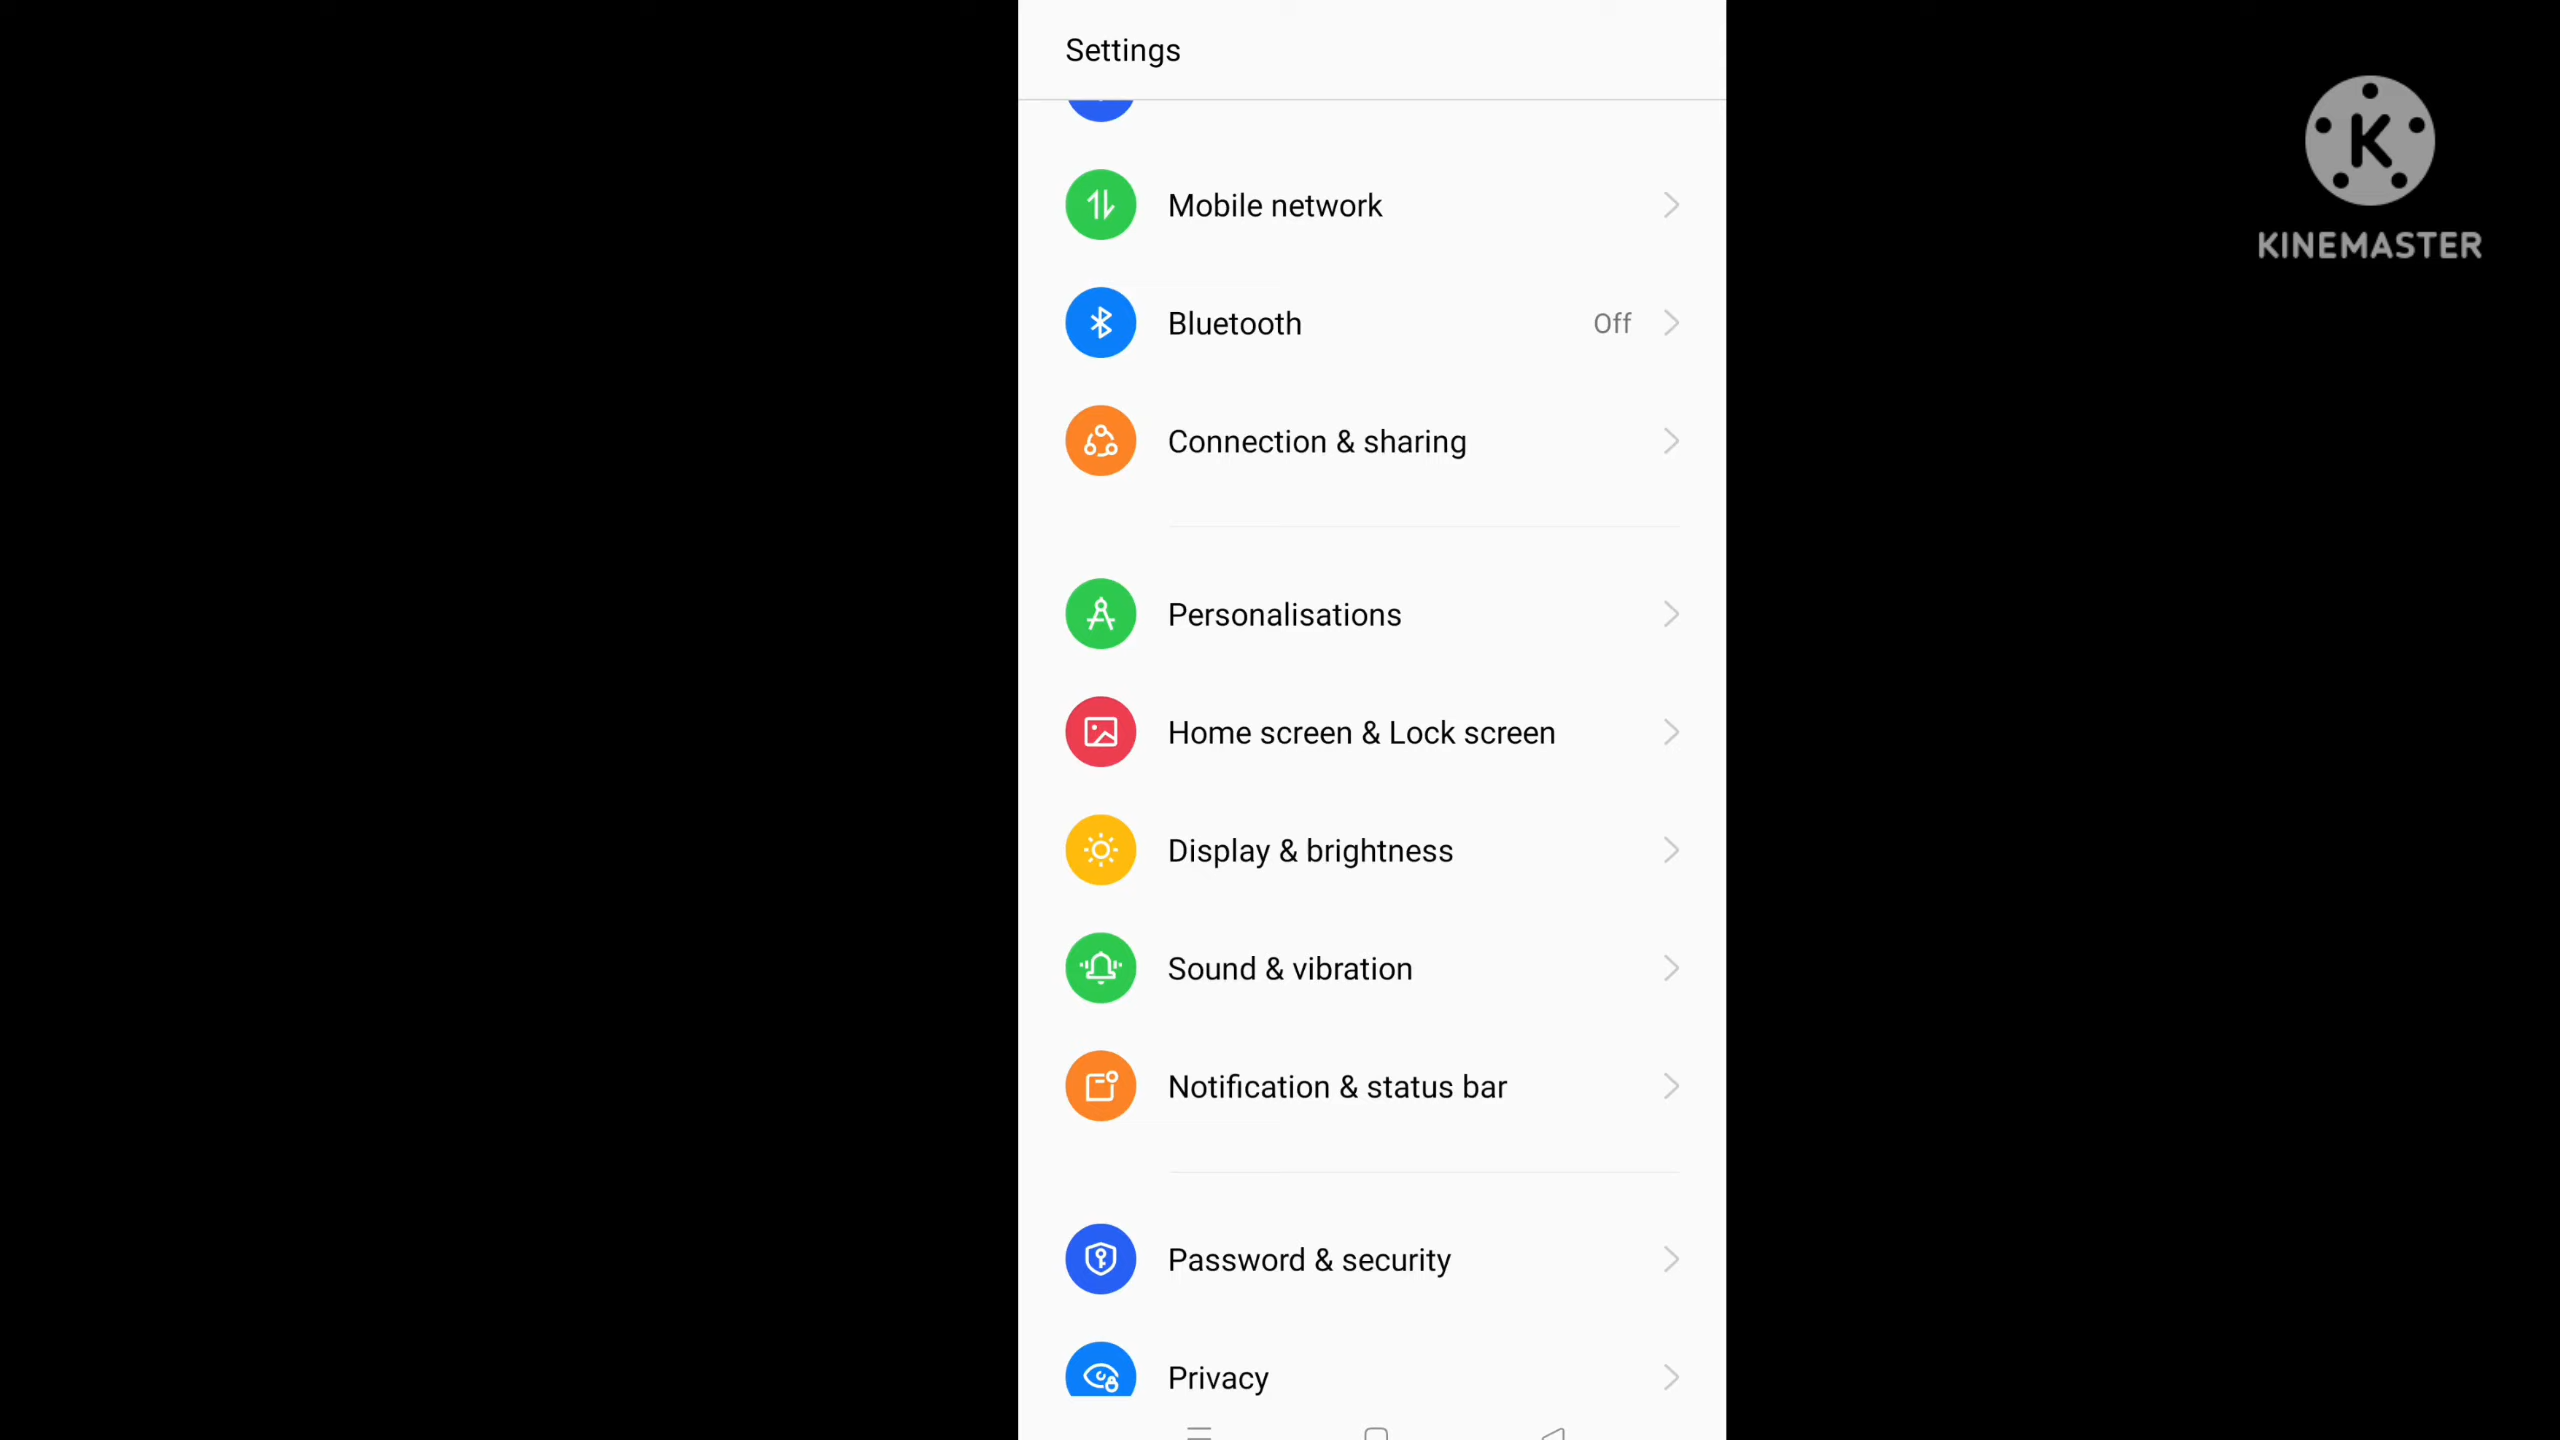 Settings
K
KINEMASTER
Mobile network
Bluetooth Off
Connection & sharing
Personalisations
Home screen & Lock screen
Display & brightness
Sound & vibration
Notification & status bar
Password & security
Privacy